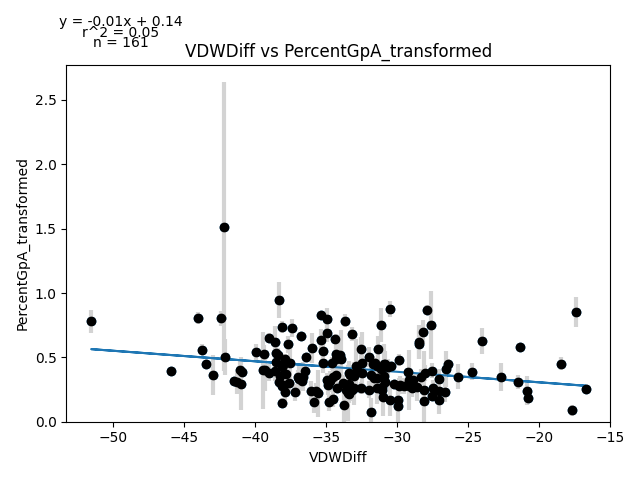 y = -0.01x + 0.14
r^2 = 0.05
n = 161
VDWDiff vs PercentGpA_transformed
PercentGpA_transformed
2.5
2.0
1.5
1.0
0.5
0.0
−50
−45
−40
−35
−30
−25
−20
−15
VDWDiff